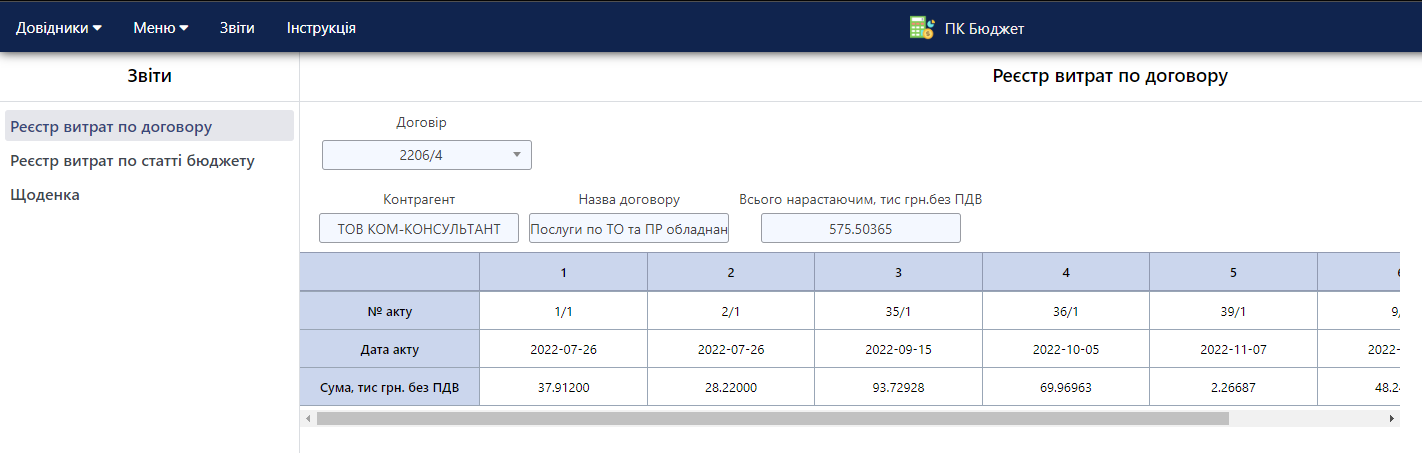 Довідники Меню Звіти Інструкція ПК Бюджет
Звіти
Реєстр витрат по договору
Реєстр витрат по статті бюджету
Щоденка
Реєстр витрат по договору
Договір
2206/4
Контрагент Назва договору Всього нарастаючим, тис грн.без ПДВ
ТОВ КОМ-КОНСУЛЬТАНТ Послуги по ТО та ПР обладнан 575.50365
1 2 3 4 5
№ акту 1/1 2/1 35/1 36/1 39/1 9/
Дата акту 2022-07-26 2022-07-26 2022-09-15 2022-10-05 2022-11-07 2022-
Сума, тис грн. без ПДВ 37.91200 28.22000 93.72928 69.96963 2.26687 48.2